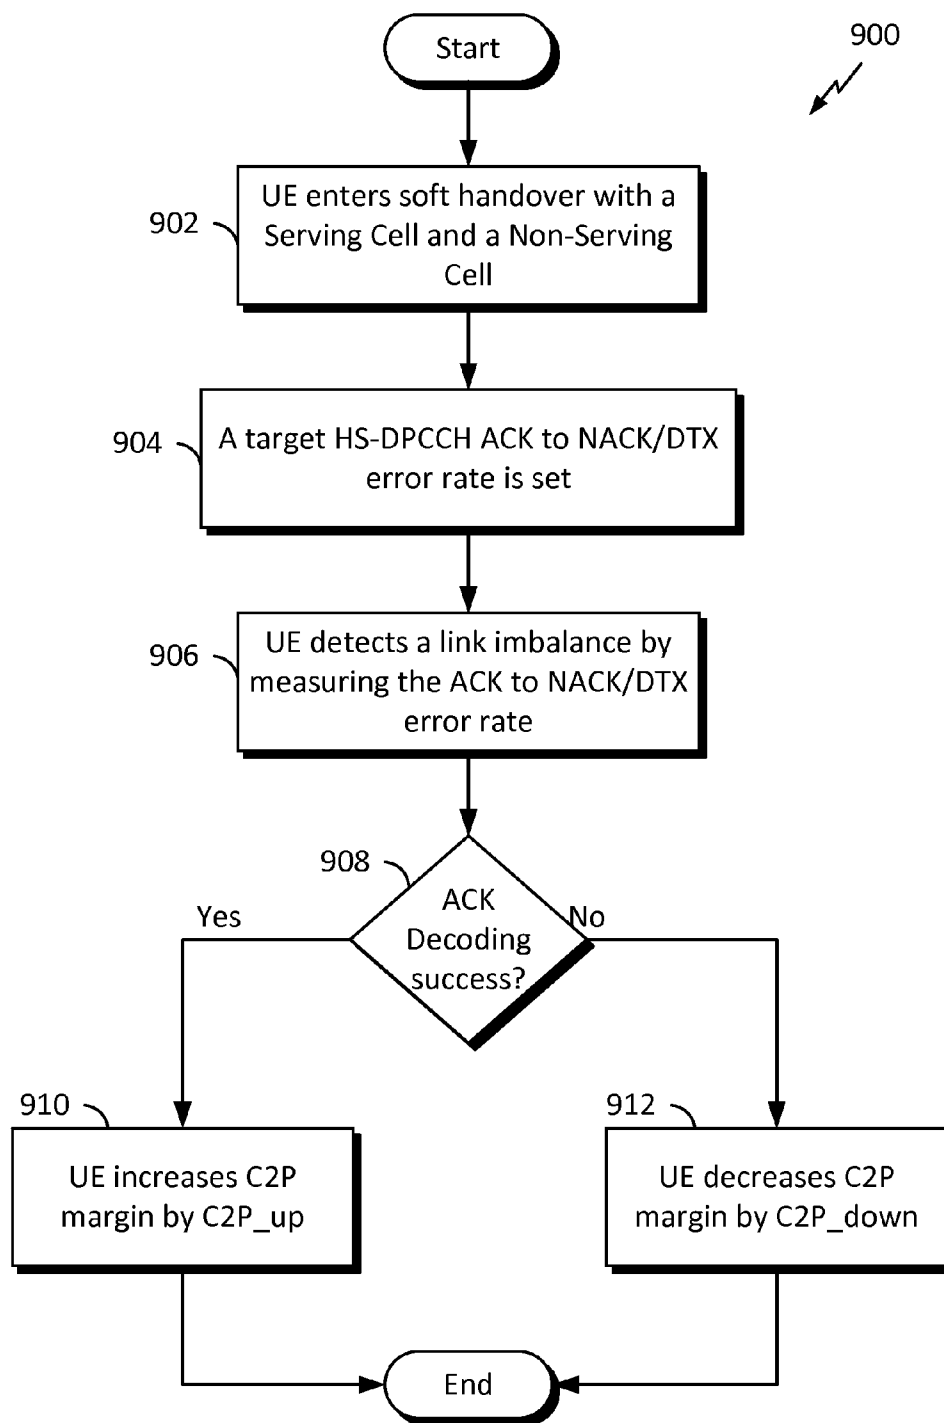 Start
900
902
UE enters soft handover with a
Serving Cell and a Non-Serving
Cell
904
A target HS-DPCCH ACK to NACK/DTX
error rate is set
906
UE detects a link imbalance by
measuring the ACK to NACK/DTX
error rate
908
ACK
Decoding
success?
Yes
No
910
UE increases C2P
margin by C2P_up
912
UE decreases C2P
margin by C2P_down
End